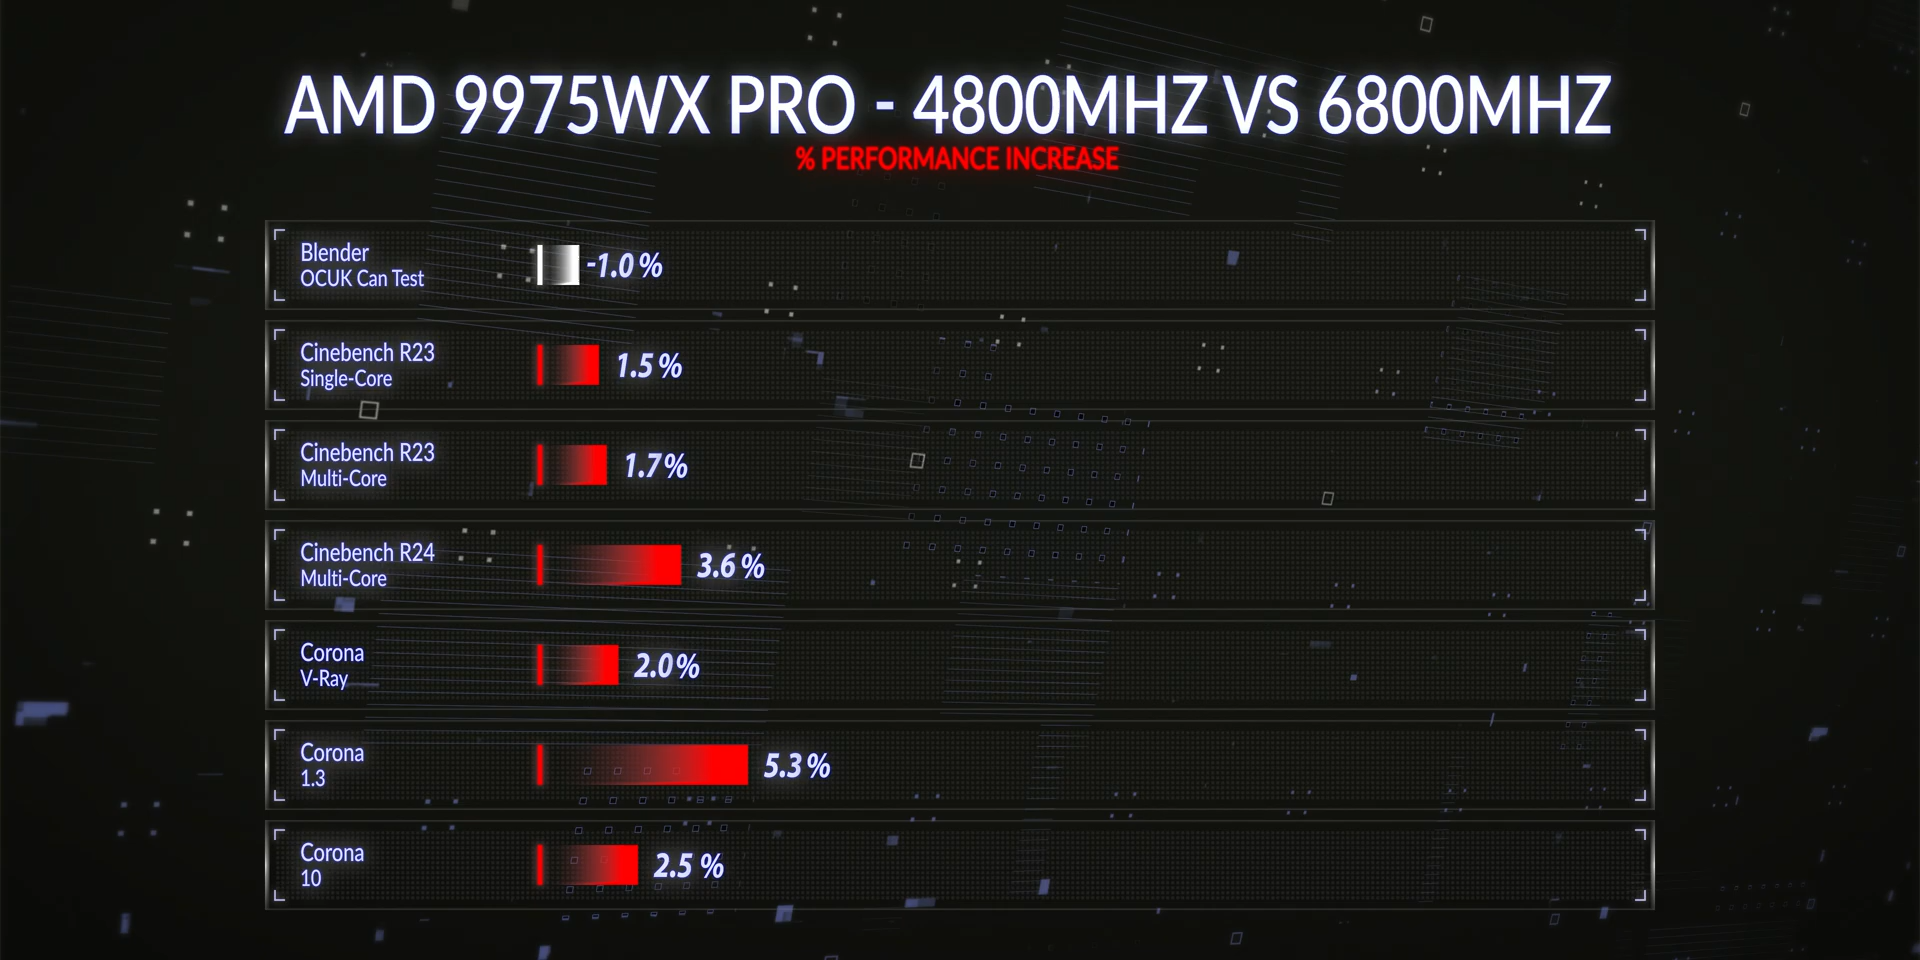 AMD 9975WX PRO - 4800MHZ VS 6800MHZ
% PERFORMANCE INCREASE
Blender
OCUK Can Test
-1.0 %
Cinebench R23
Single-Core
1.5 %
Cinebench R23
Multi-Core
1.7%
Cinebench R24
Multi-Core
3.6 %
Corona
V-Ray
2.0%
Corona
1.3
5.3 %
Corona
10
2.5 %